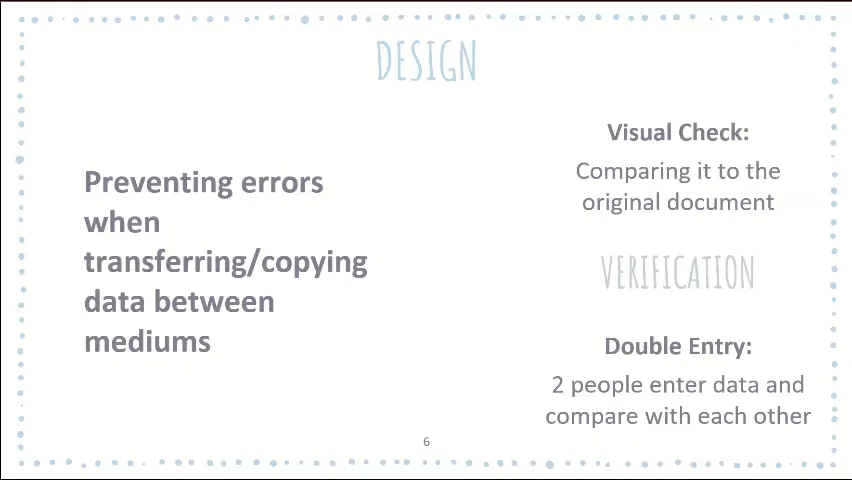 DESIGN
Preventing errors
when
transferring/copying
data between
mediums
Visual Check:
Comparing it to the
original document
VERIFICATION
Double Entry:
2 people enter data and
compare with each other
6